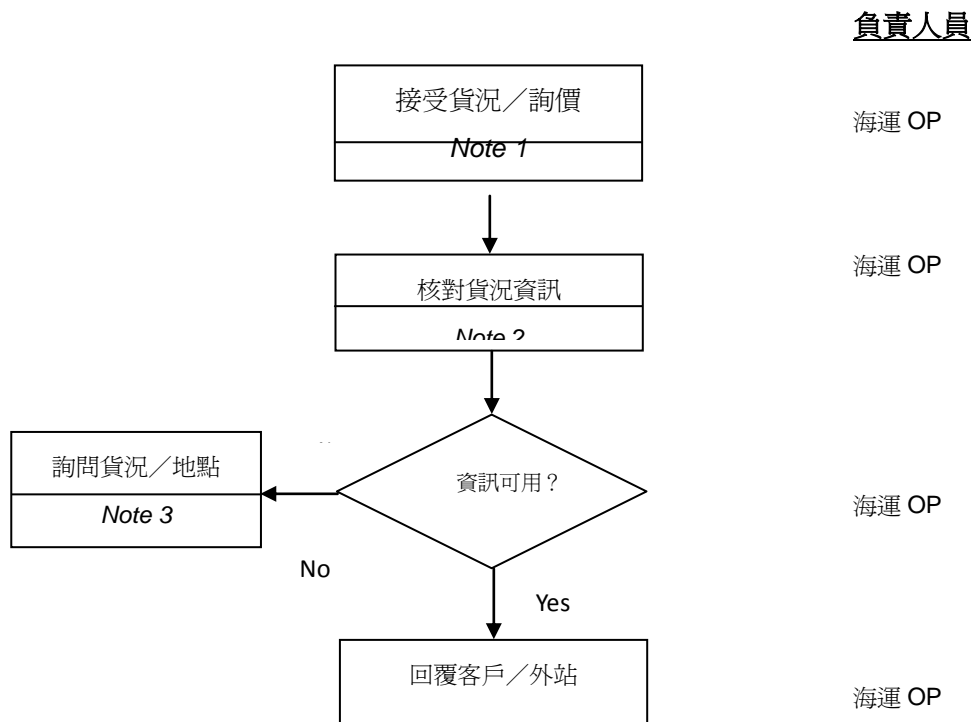 負責人員
接受貨況／詢價
海運 OP
Note 1
海運 OP
核對貨況資訊
Note 2
詢問貨況／地點
資訊可用？
Note 3
海運 OP
No
Yes
回覆客戶／外站
海運 OP